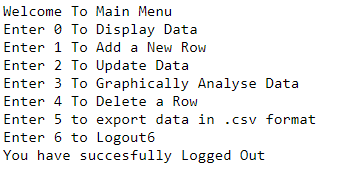 Welcome To Main Menu
Enter 0 To Display Data
Enter 1 To Add a New Row
Enter 2 To Update Data
Enter 3 To Graphically Analyse Data
Enter 4 To Delete a Row
Enter 5 to export data in .csv format
Enter 6 to Logout6
You have succesfully Logged Out